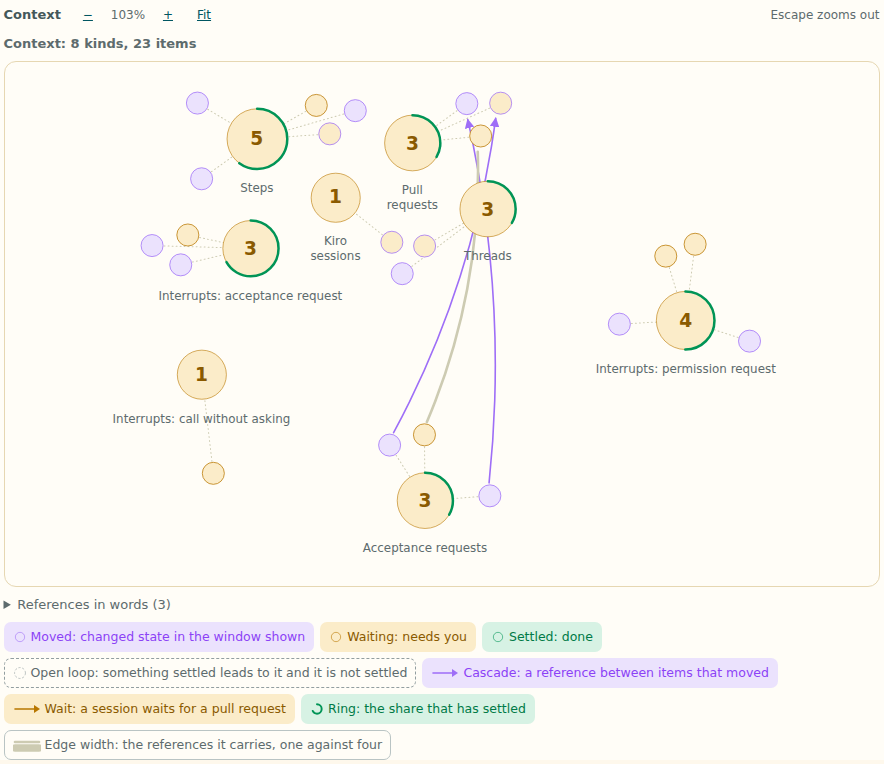 Context − 103% + Fit Escape zooms out
Context: 8 kinds, 23 items
5
Steps
3
Pull
requests
1
Kiro
sessions
3
Threads
3
Interrupts: acceptance request
4
Interrupts: permission request
1
Interrupts: call without asking
3
Acceptance requests
References in words (3)
Moved: changed state in the window shown
Waiting: needs you
Settled: done
Open loop: something settled leads to it and it is not settled
Cascade: a reference between items that moved
Wait: a session waits for a pull request
Ring: the share that has settled
Edge width: the references it carries, one against four